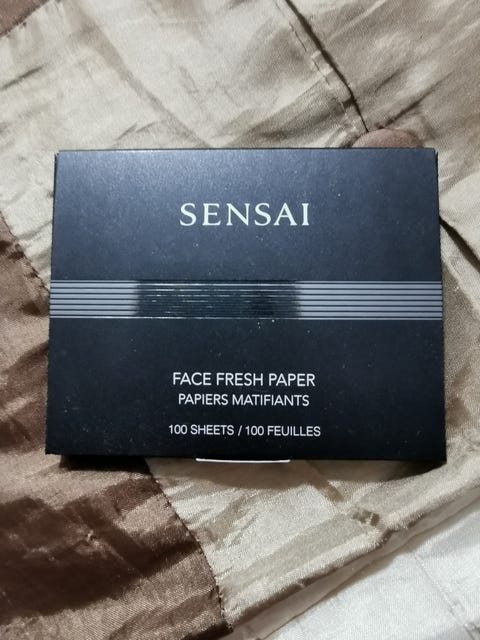 SENSAI
FACE FRESH PAPER
PAPIERS MATIFIANTS
100 SHEETS / 100 FEUILLES